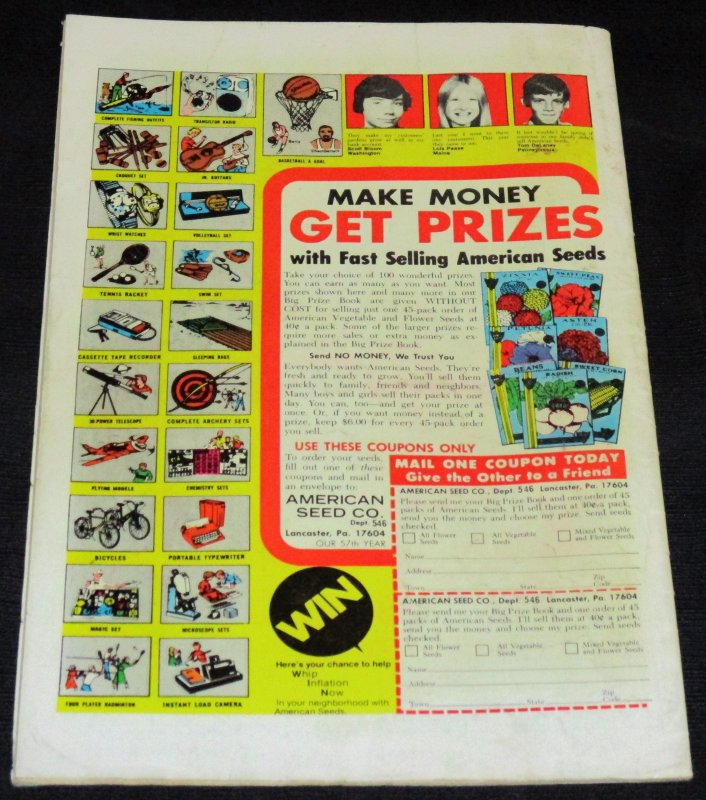 COMPLETE FISHING OUTFITS
TRANSISTOR RADIO
CROQUET SET
JR. GUITARS
WRIST WATCHES
VOLLEYBALL SET
TENNIS RACKET
SWIM SET
CASSETTE TAPE RECORDER
SLEEPING BAGS
30 POWER TELESCOPE
COMPLETE ARCHERY SETS
FLYING MODELS
CHEMISTRY SETS
BICYCLES
PORTABLE TYPEWRITER
MAGIC SET
MICROSCOPE SETS
FOUR PLAYER BADMINTON
INSTANT LOAD CAMERA
BASKETBALL & GOAL
Scott Bloom
Washington
Lois Pease
Maine
Tom DeLaney
Pennsylvania
MAKE MONEY
GET PRIZES
with Fast Selling American Seeds
Take your choice of 100 wonderful prizes.
You can earn as many as you want. Most
prizes shown here and many more in our
Big Prize Book are given WITHOUT
COST for selling just one 45-pack order of
American Vegetable and Flower Seeds at
40¢ a pack. Some of the larger prizes re-
quire more sales or extra money as ex-
plained in the Big Prize Book.
Send NO MONEY, We Trust You
Everybody wants American Seeds. They're
fresh and ready to grow. You'll sell them
quickly to family, friends and neighbors.
Many boys and girls sell their packs in one
day. You can, too—and get your prize at
once. Or, if you want money instead of a
prize, keep $6.00 for every 45-pack order
you sell.
ZINNIA
SWEET PEAS
PETUNIA
ASTER
BEANS
RADISH
SWEET CORN
USE THESE COUPONS ONLY
To order your seeds,
fill out one of these
coupons and mail in
an envelope to:
AMERICAN
SEED CO.
Dept. 546
Lancaster, Pa. 17604
OUR 57th YEAR
MAIL ONE COUPON TODAY
Give the Other to a Friend
AMERICAN SEED CO., Dept. 546 Lancaster, Pa. 17604
Please send me your Big Prize Book and one order of 45
packs of American Seeds. I'll sell them at 40¢ a pack,
send you the money and choose my prize. Send seeds
checked.
All Flower Seeds
All Vegetable Seeds
Mixed Vegetable and Flower Seeds
Name
Address
Town State Zip Code
AMERICAN SEED CO., Dept. 546 Lancaster, Pa. 17604
Please send me your Big Prize Book and one order of 45
packs of American Seeds. I'll sell them at 40¢ a pack,
send you the money and choose my prize. Send seeds
checked.
All Flower Seeds
All Vegetable Seeds
Mixed Vegetable and Flower Seeds
Name
Address
Town State Zip Code
WIN
Here's your chance to help
Whip
Inflation
Now
In your neighborhood with
American Seeds.